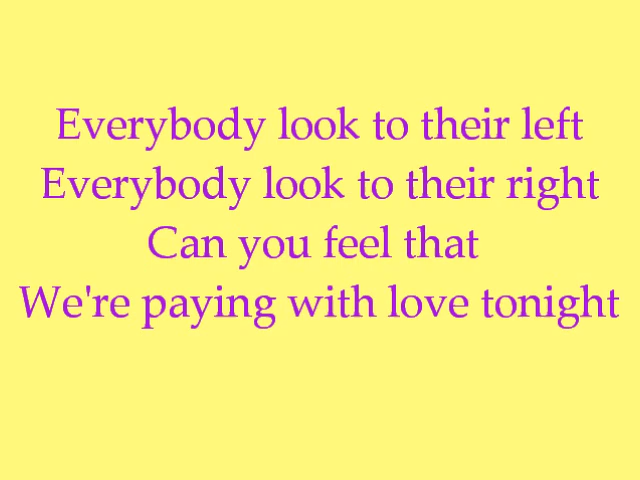 Everybody look to their left
Everybody look to their right
Can you feel that
We're paying with love tonight